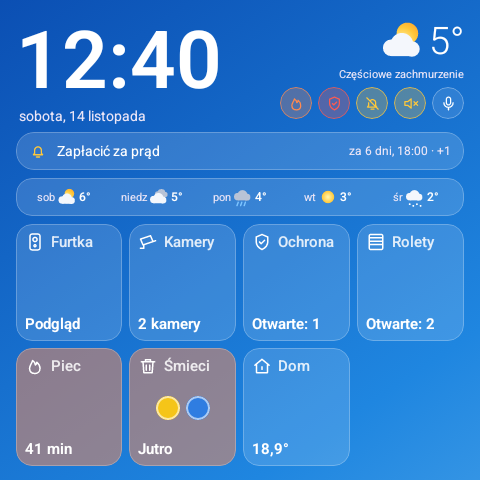 12:40
5°
Częściowe zachmurzenie
sobota, 14 listopada
Zapłacić za prąd
za 6 dni, 18:00 · +1
sob 6° niedz 5° pon 4° wt 3° śr 2°
Furtka Kamery Ochrona Rolety
Podgląd 2 kamery Otwarte: 1 Otwarte: 2
Piec Śmieci Dom
41 min Jutro 18,9°